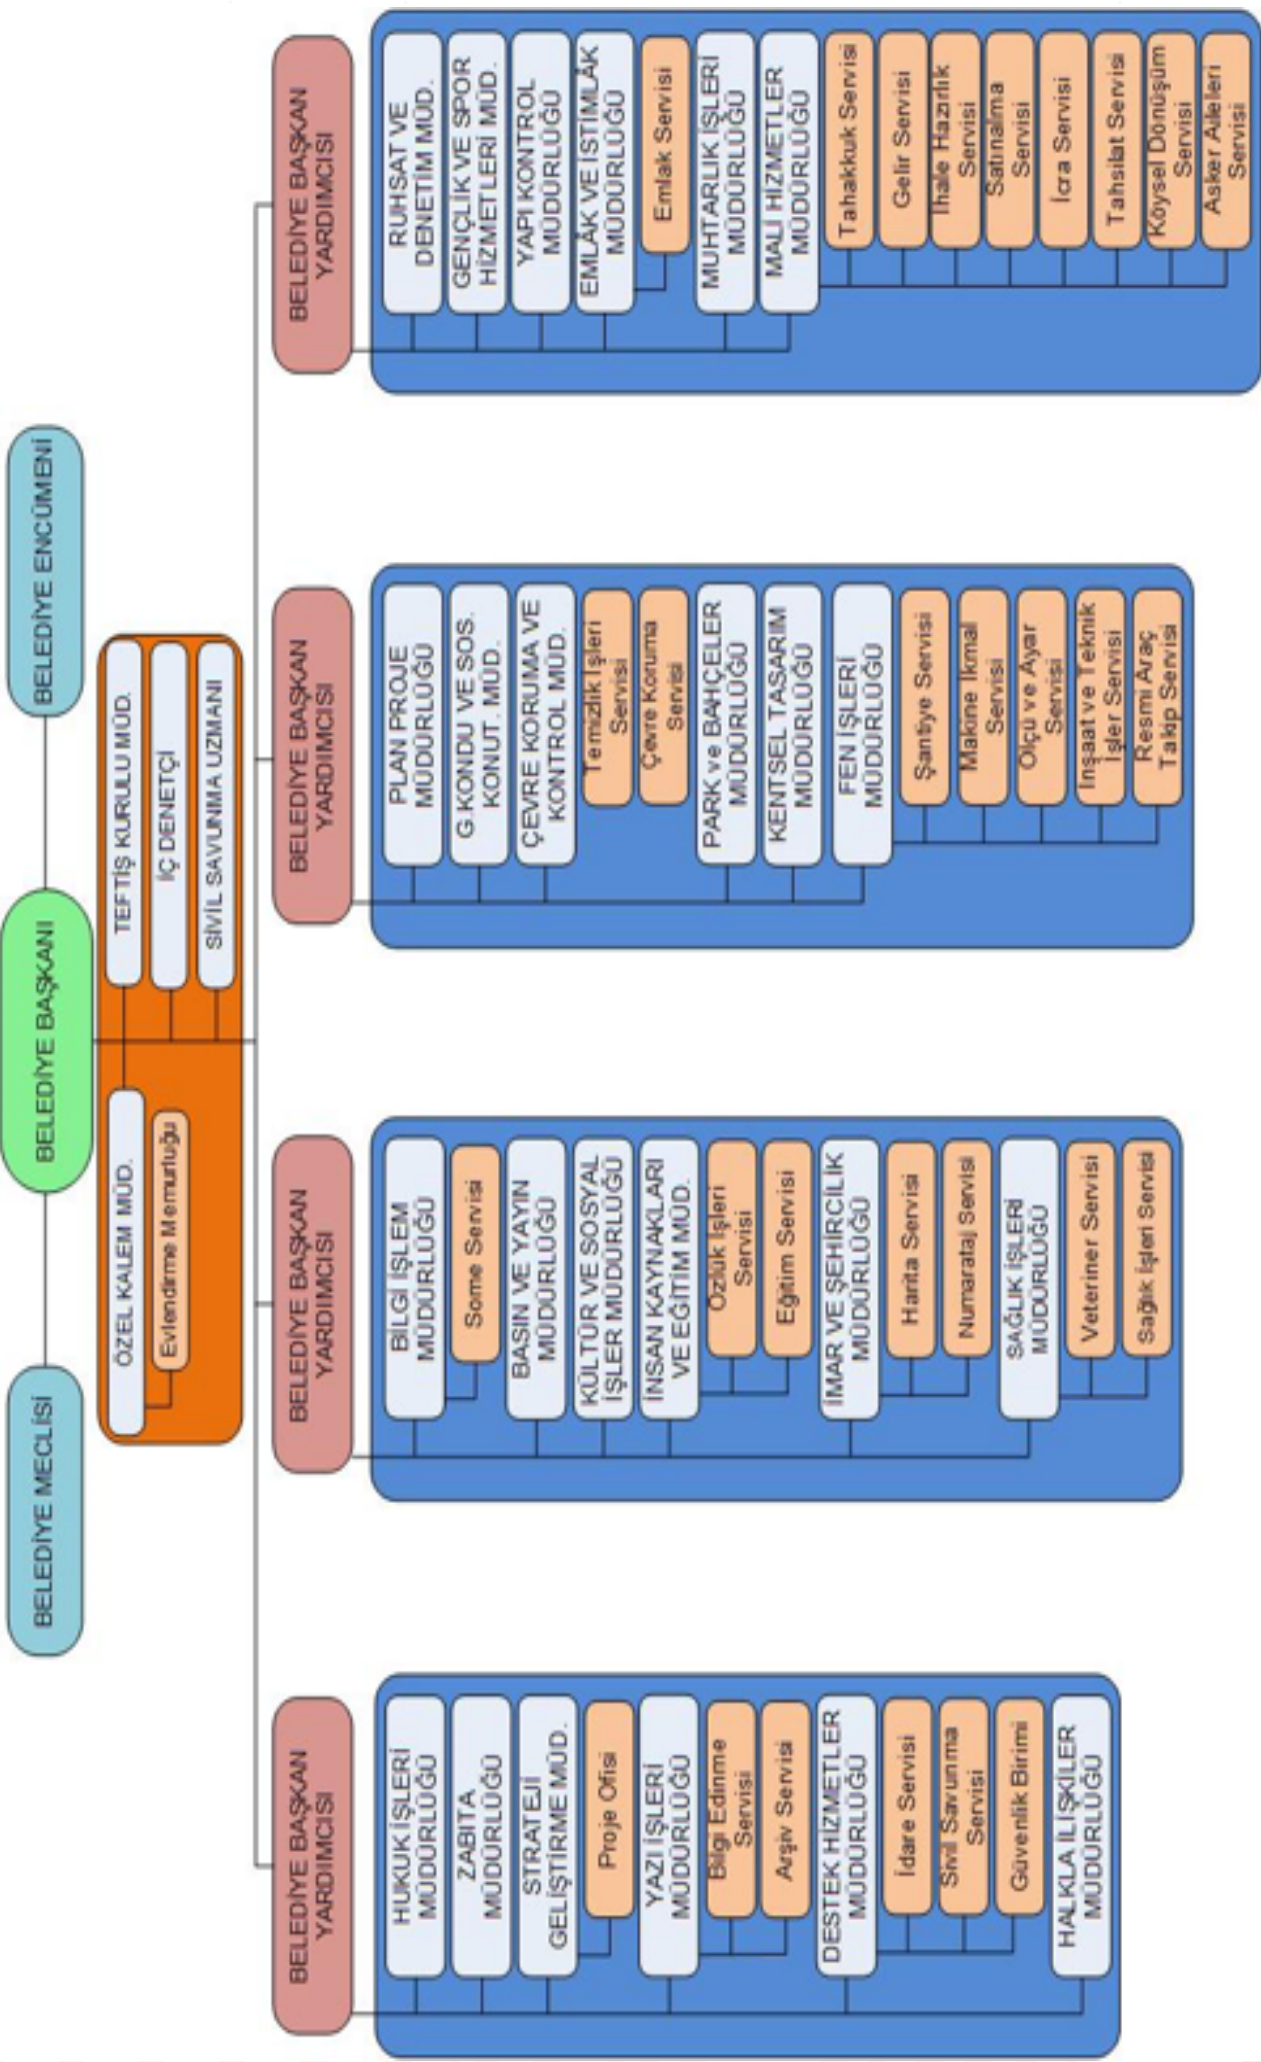 BELEDİYE MECLİSİ
BELEDİYE BAŞKANI
BELEDİYE ENCÜMENİ
ÖZEL KALEM MÜD.
Evlendirme Memurluğu
TEFTİŞ KURULU MÜD.
İÇ DENETÇİ
SİVİL SAVUNMA UZMANI
BELEDİYE BAŞKAN
YARDIMCISI
HUKUK İŞLERİ
MÜDÜRLÜĞÜ
ZABITA
MÜDÜRLÜĞÜ
STRATEJİ
GELİŞTİRME MÜD.
Proje Ofisi
YAZI İŞLERİ
MÜDÜRLÜĞÜ
Bilgi Edinme
Servisi
Arşiv Servisi
DESTEK HİZMETLER
MÜDÜRLÜĞÜ
İdare Servisi
Sivil Savunma
Servisi
Güvenlik Birimi
HALKLA İLİŞKİLER
MÜDÜRLÜĞÜ
BELEDİYE BAŞKAN
YARDIMCISI
BİLGİ İŞLEM
MÜDÜRLÜĞÜ
Some Servisi
BASIN VE YAYIN
MÜDÜRLÜĞÜ
KÜLTÜR VE SOSYAL
İŞLER MÜDÜRLÜĞÜ
İNSAN KAYNAKLARI
VE EĞİTİM MÜD.
Özlük İşleri
Servisi
Eğitim Servisi
İMAR VE ŞEHİRCİLİK
MÜDÜRLÜĞÜ
Harita Servisi
Numarataj Servisi
SAĞLIK İŞLERİ
MÜDÜRLÜĞÜ
Veteriner Servisi
Sağlık İşleri Servisi
BELEDİYE BAŞKAN
YARDIMCISI
PLAN PROJE
MÜDÜRLÜĞÜ
G.KONDU VE SOS.
KONUT. MÜD.
ÇEVRE KORUMA VE
KONTROL MÜD.
Temizlik İşleri
Servisi
Çevre Koruma
Servisi
PARK ve BAHÇELER
MÜDÜRLÜĞÜ
KENTSEL TASARIM
MÜDÜRLÜĞÜ
FEN İŞLERİ
MÜDÜRLÜĞÜ
Şantiye Servisi
Makine İkmal
Servisi
Ölçü ve Ayar
Servisi
İnşaat ve Teknik
İşler Servisi
Resmi Araç
Takip Servisi
BELEDİYE BAŞKAN
YARDIMCISI
RUHSAT VE
DENETİM MÜD.
GENÇLİK VE SPOR
HİZMETLERİ MÜD.
YAPI KONTROL
MÜDÜRLÜĞÜ
EMLÂK VE İSTİMLÂK
MÜDÜRLÜĞÜ
Emlak Servisi
MUHTARLIK İŞLERİ
MÜDÜRLÜĞÜ
MALİ HİZMETLER
MÜDÜRLÜĞÜ
Tahakkuk Servisi
Gelir Servisi
İhale Hazırlık
Servisi
Satınalma
Servisi
İcra Servisi
Tahsilat Servisi
Köysel Dönüşüm
Servisi
Asker Aileleri
Servisi